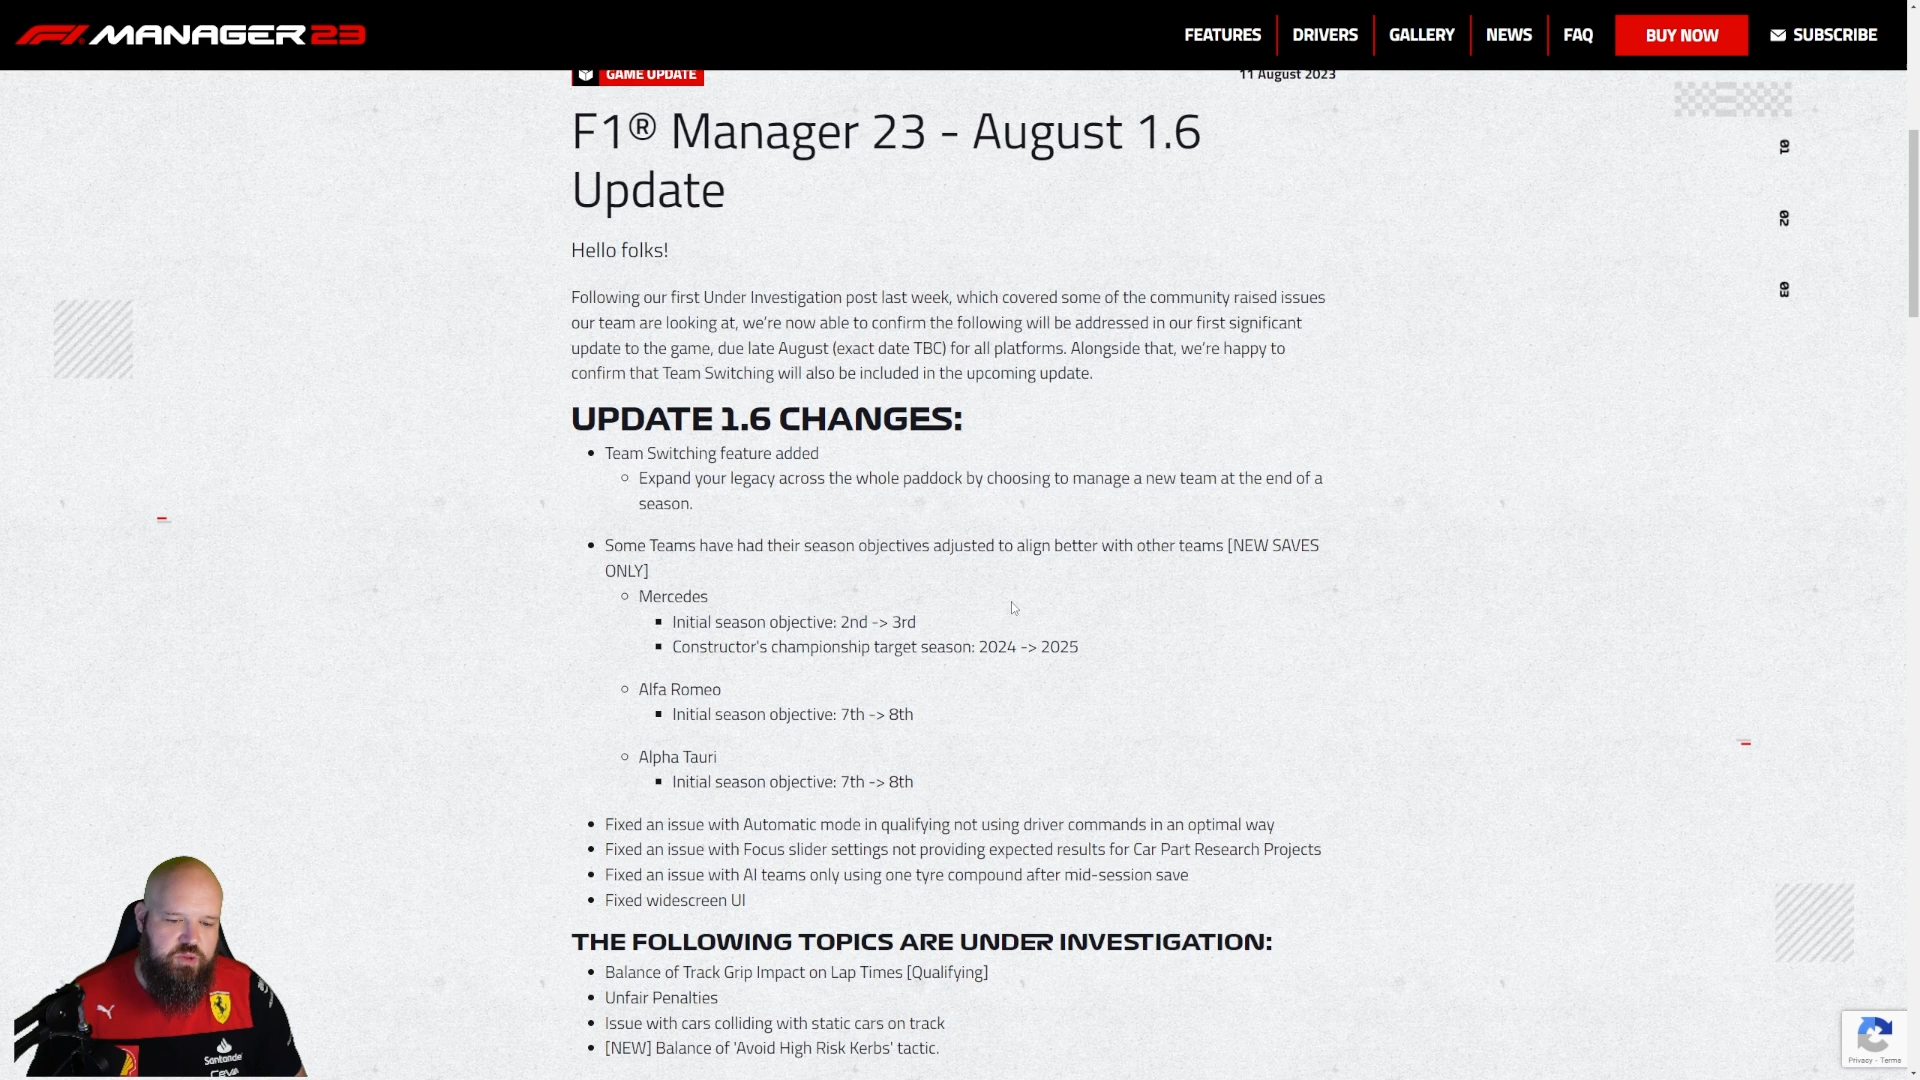 F1 MANAGER 23
FEATURES
DRIVERS
GALLERY
NEWS
FAQ
BUY NOW
SUBSCRIBE
GAME UPDATE
11 August 2023
F1® Manager 23 - August 1.6
Update
Hello folks!
Following our first Under Investigation post last week, which covered some of the community raised issues
our team are looking at, we're now able to confirm the following will be addressed in our first significant
update to the game, due late August (exact date TBC) for all platforms. Alongside that, we're happy to
confirm that Team Switching will also be included in the upcoming update.
UPDATE 1.6 CHANGES:
Team Switching feature added
Expand your legacy across the whole paddock by choosing to manage a new team at the end of a
season.
Some Teams have had their season objectives adjusted to align better with other teams [NEW SAVES
ONLY]
Mercedes
Initial season objective: 2nd -> 3rd
Constructor's championship target season: 2024 -> 2025
Alfa Romeo
Initial season objective: 7th -> 8th
Alpha Tauri
Initial season objective: 7th -> 8th
Fixed an issue with Automatic mode in qualifying not using driver commands in an optimal way
Fixed an issue with Focus slider settings not providing expected results for Car Part Research Projects
Fixed an issue with AI teams only using one tyre compound after mid-session save
Fixed widescreen UI
THE FOLLOWING TOPICS ARE UNDER INVESTIGATION:
Balance of Track Grip Impact on Lap Times [Qualifying]
Unfair Penalties
Issue with cars colliding with static cars on track
[NEW] Balance of 'Avoid High Risk Kerbs' tactic.
01
02
03
Santander
Ceva
Privacy - Terms